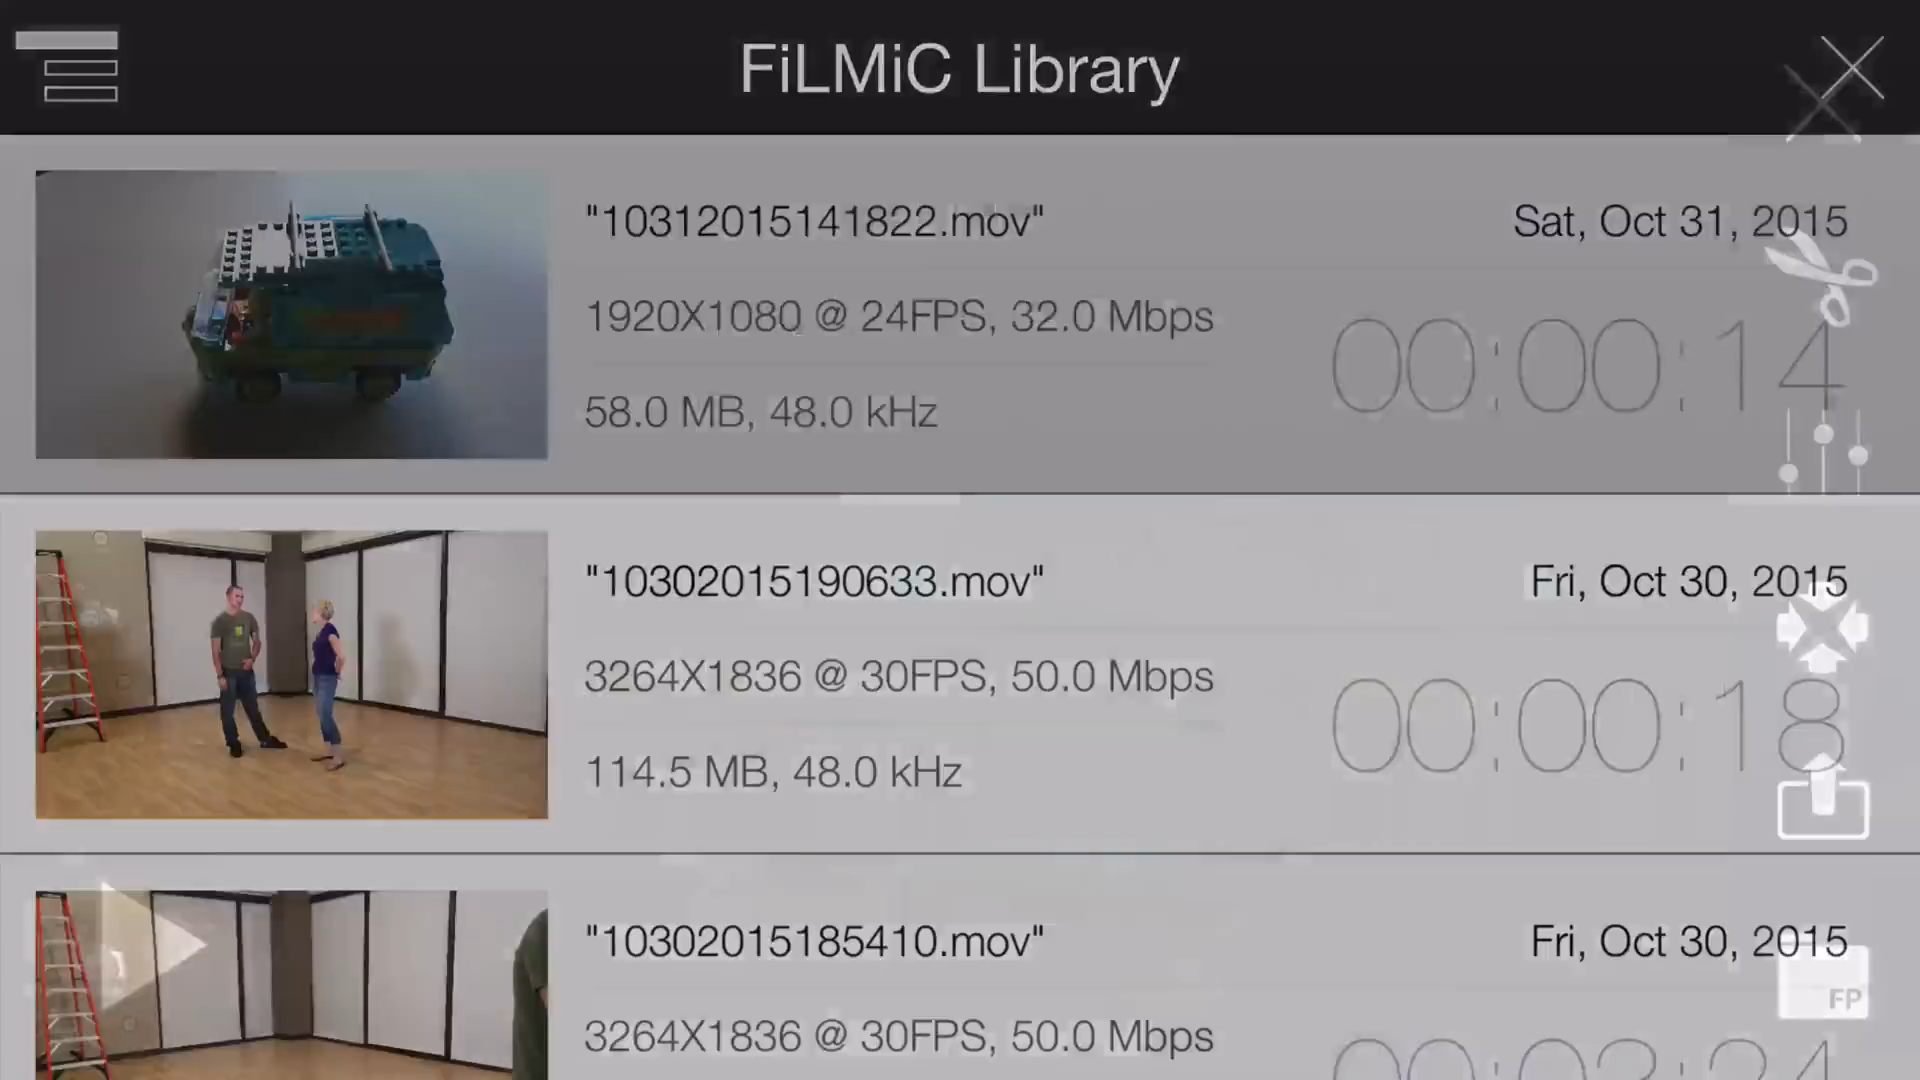 FiLMiC Library
"10312015141822.mov"
Sat, Oct 31, 2015
1920X1080 @ 24FPS, 32.0 Mbps
00:00:14
58.0 MB, 48.0 kHz
"10302015190633.mov"
Fri, Oct 30, 2015
3264X1836 @ 30FPS, 50.0 Mbps
00:00:18
114.5 MB, 48.0 kHz
"10302015185410.mov"
Fri, Oct 30, 2015
FP
3264X1836 @ 30FPS, 50.0 Mbps